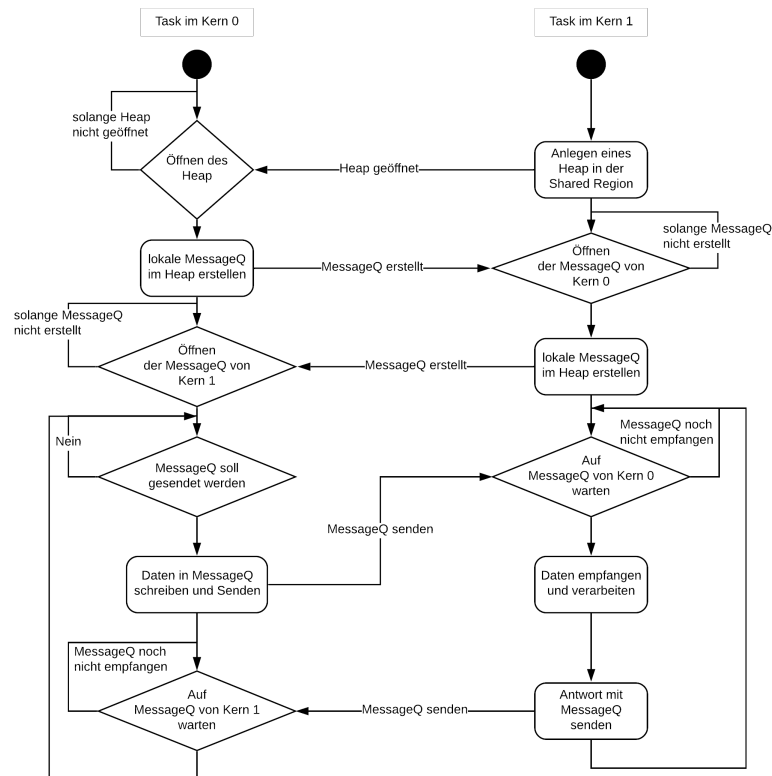 Task im Kern 0
Task im Kern 1
solange Heap
nicht geöffnet
Öffnen des
Heap
Heap geöffnet
Anlegen eines
Heap in der
Shared Region
solange MessageQ
nicht erstellt
lokale MessageQ
im Heap erstellen
MessageQ erstellt
Öffnen
der MessageQ von
Kern 0
solange MessageQ
nicht erstellt
Öffnen
der MessageQ von
Kern 1
MessageQ erstellt
lokale MessageQ
im Heap erstellen
Nein
MessageQ soll
gesendet werden
MessageQ noch
nicht empfangen
Auf
MessageQ von Kern 0
warten
MessageQ senden
Daten in MessageQ
schreiben und Senden
Daten empfangen
und verarbeiten
MessageQ noch
nicht empfangen
Auf
MessageQ von Kern 1
warten
MessageQ senden
Antwort mit
MessageQ
senden